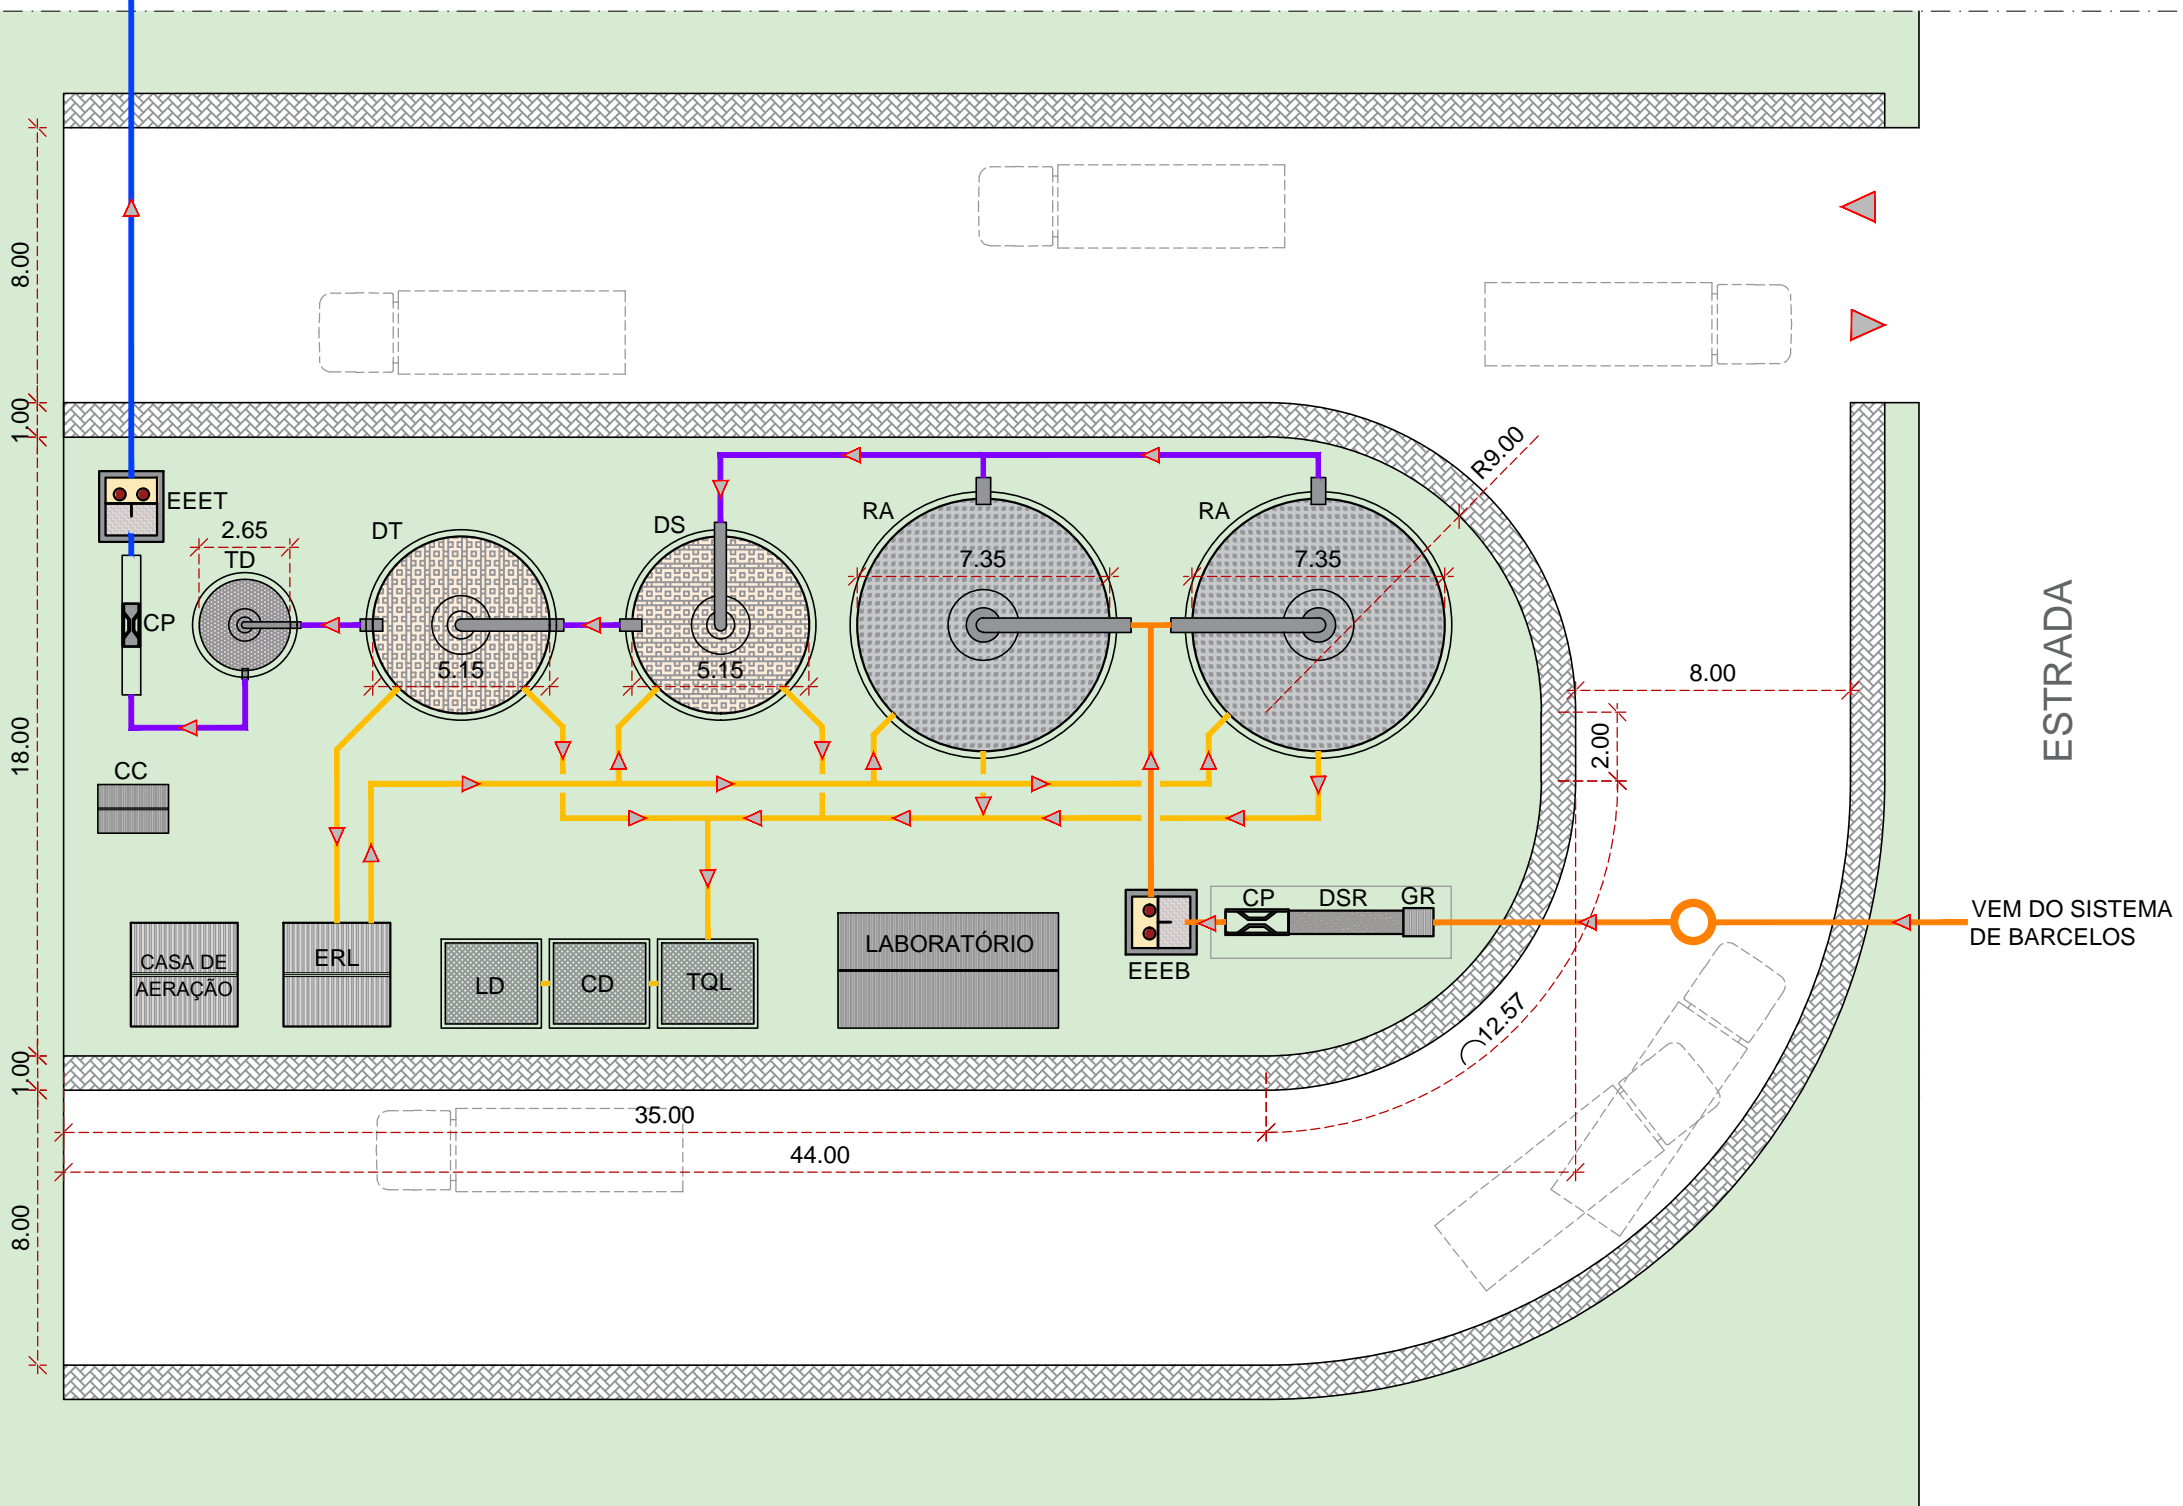 8.00
1.00
18.00
1.00
8.00
EEET
2.65
TD
CP
DT
5.15
DS
5.15
RA
7.35
RA
7.35
R9.00
8.00
2.00
ESTRADA
CC
CASA DE
AERAÇÃO
ERL
LD
CD
TQL
LABORATÓRIO
EEEB
CP
DSR
GR
VEM DO SISTEMA
DE BARCELOS
12.57
35.00
44.00